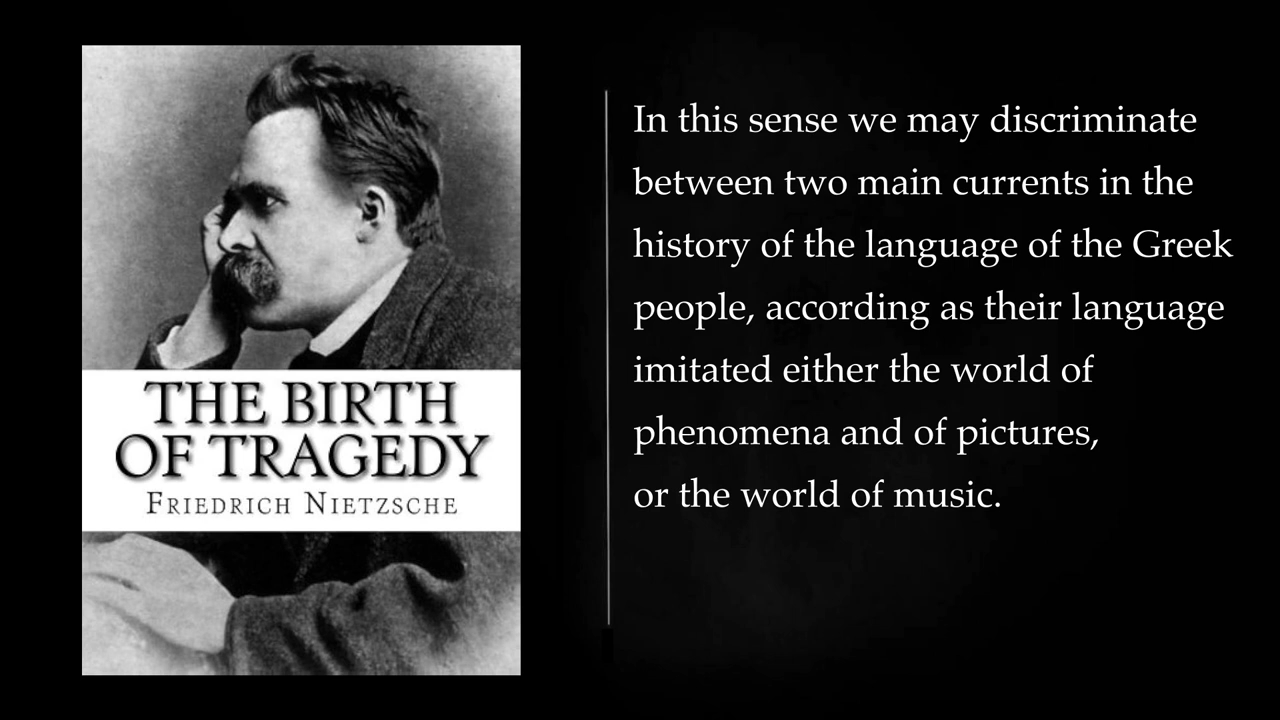 THE BIRTH
OF TRAGEDY
FRIEDRICH NIETZSCHE
In this sense we may discriminate
between two main currents in the
history of the language of the Greek
people, according as their language
imitated either the world of
phenomena and of pictures,
or the world of music.